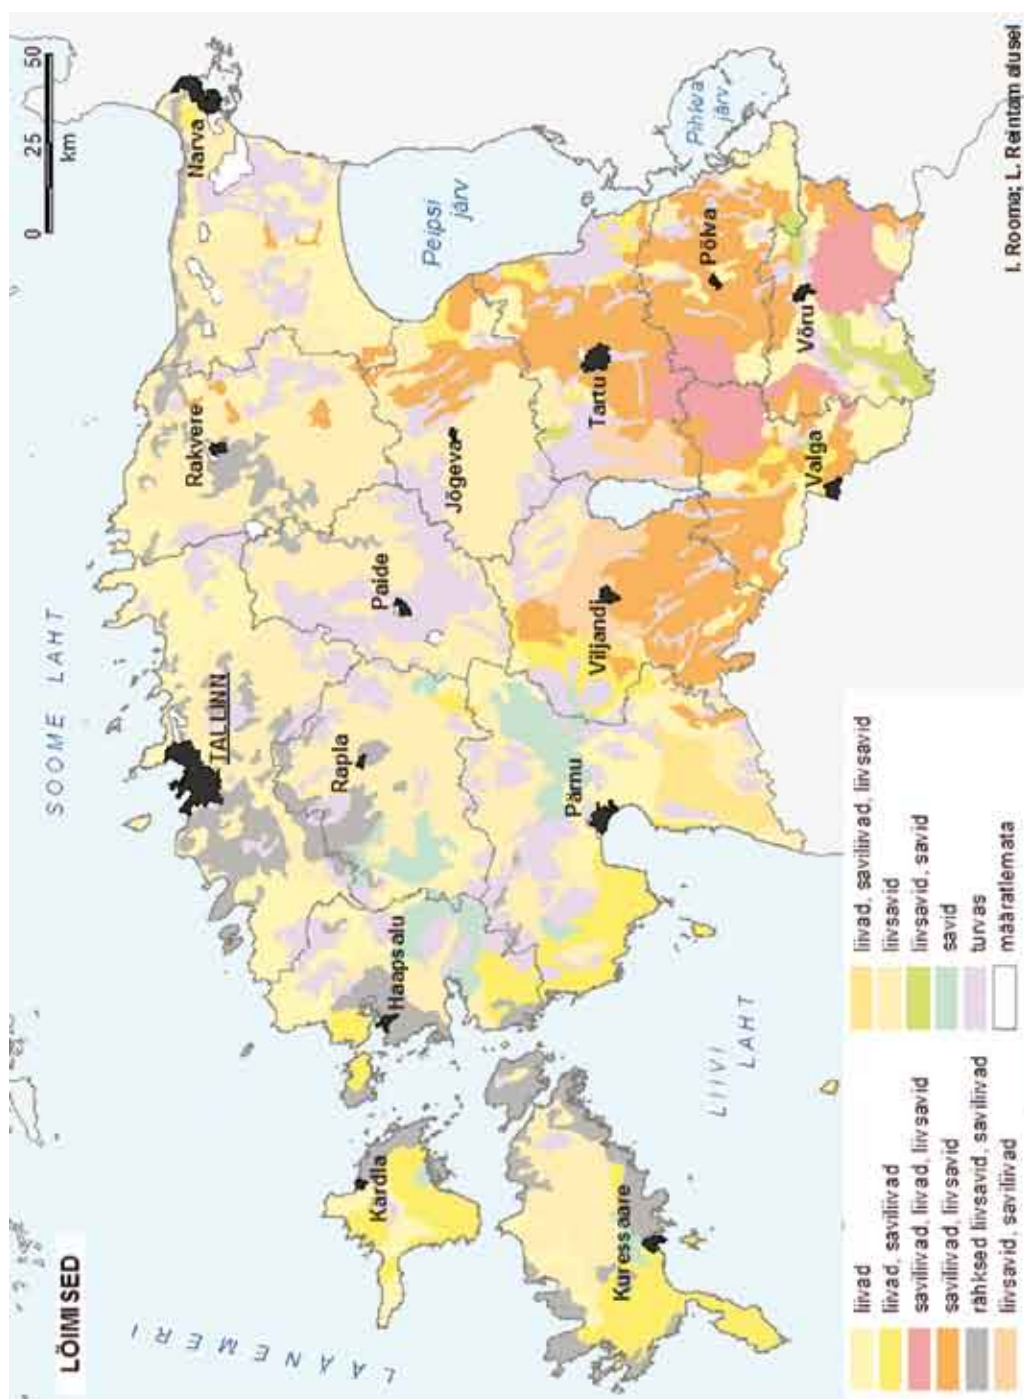 LÕIMISED
0 25 50
km
SOOME LAHT
LÄÄNEMERI
LIIVI
LAHT
Peipsi
järv
Pihkva
järv
Narva
Rakvere
TALLINN
Paide
Jõgeva
Rapla
Haapsalu
Kärdla
Kuressaare
Pärnu
Viljandi
Tartu
Põlva
Võru
Valga
liivad
liivad, saviliivad
saviliivad, liivad, liivsavid
saviliivad, liivsavid
rähksed liivsavid, saviliivad
liivsavid, saviliivad
liivad, saviliivad, liivsavid
liivsavid
liivsavid, savid
savid
turvas
määratlemata
I. Rooma; L. Reintam alusel